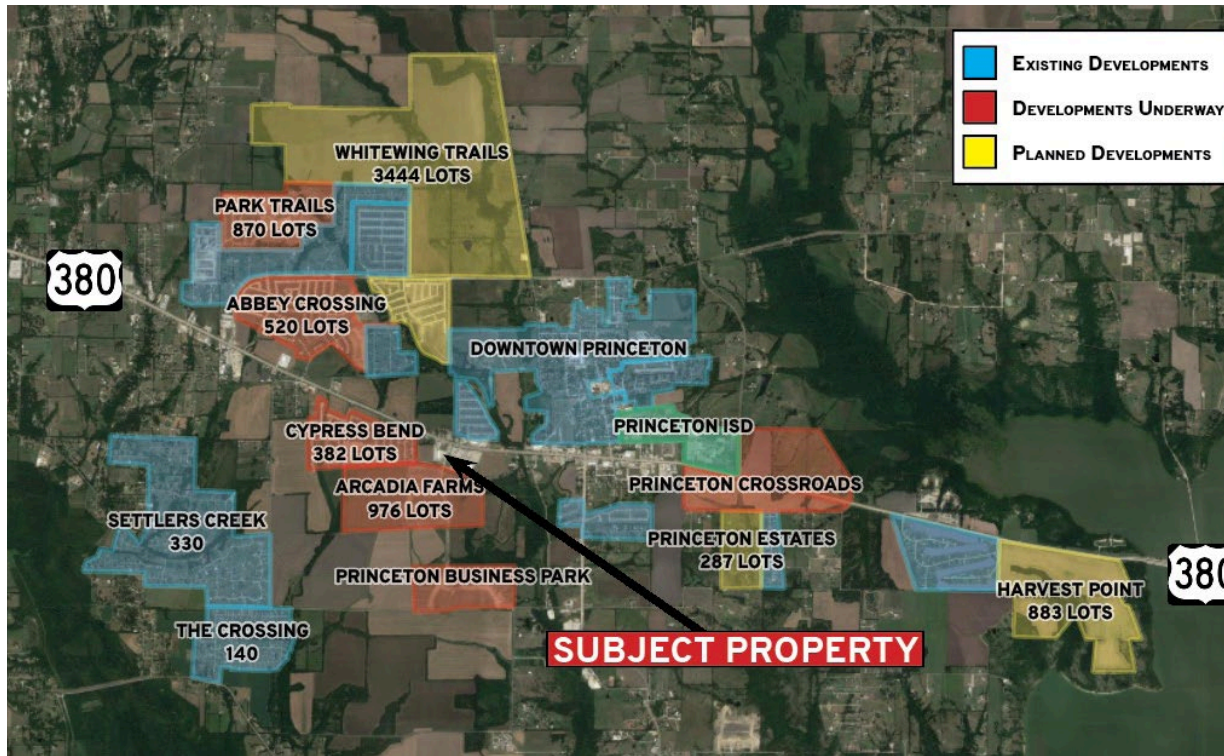 EXISTING DEVELOPMENTS
DEVELOPMENTS UNDERWAY
PLANNED DEVELOPMENTS
WHITEWING TRAILS
3444 LOTS
PARK TRAILS
870 LOTS
380
ABBEY CROSSING
520 LOTS
DOWNTOWN PRINCETON
PRINCETON ISD
CYPRESS BEND
382 LOTS
PRINCETON CROSSROADS
ARCADIA FARMS
976 LOTS
SETTLERS CREEK
330
PRINCETON ESTATES
287 LOTS
PRINCETON BUSINESS PARK
380
HARVEST POINT
883 LOTS
THE CROSSING
140
SUBJECT PROPERTY